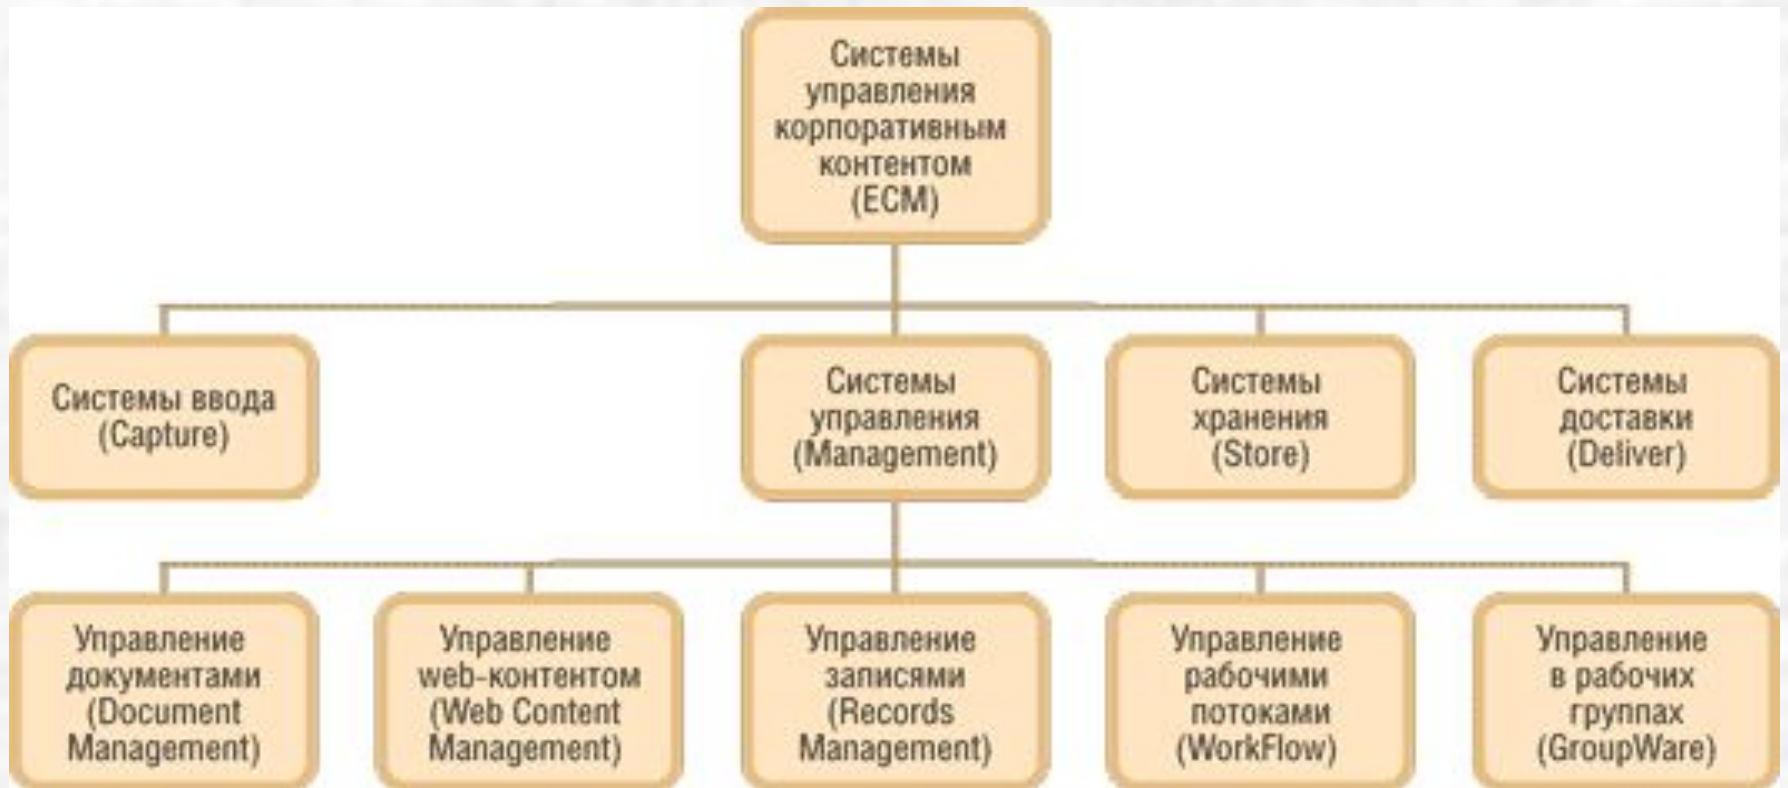 Системы
управления
корпоративным
контентом
(ECM)
Системы ввода
(Capture)
Системы
управления
(Management)
Системы
хранения
(Store)
Системы
доставки
(Deliver)
Управление
документами
(Document
Management)
Управление
web-контентом
(Web Content
Management)
Управление
записями
(Records
Management)
Управление
рабочими
потоками
(WorkFlow)
Управление
в рабочих
группах
(GroupWare)